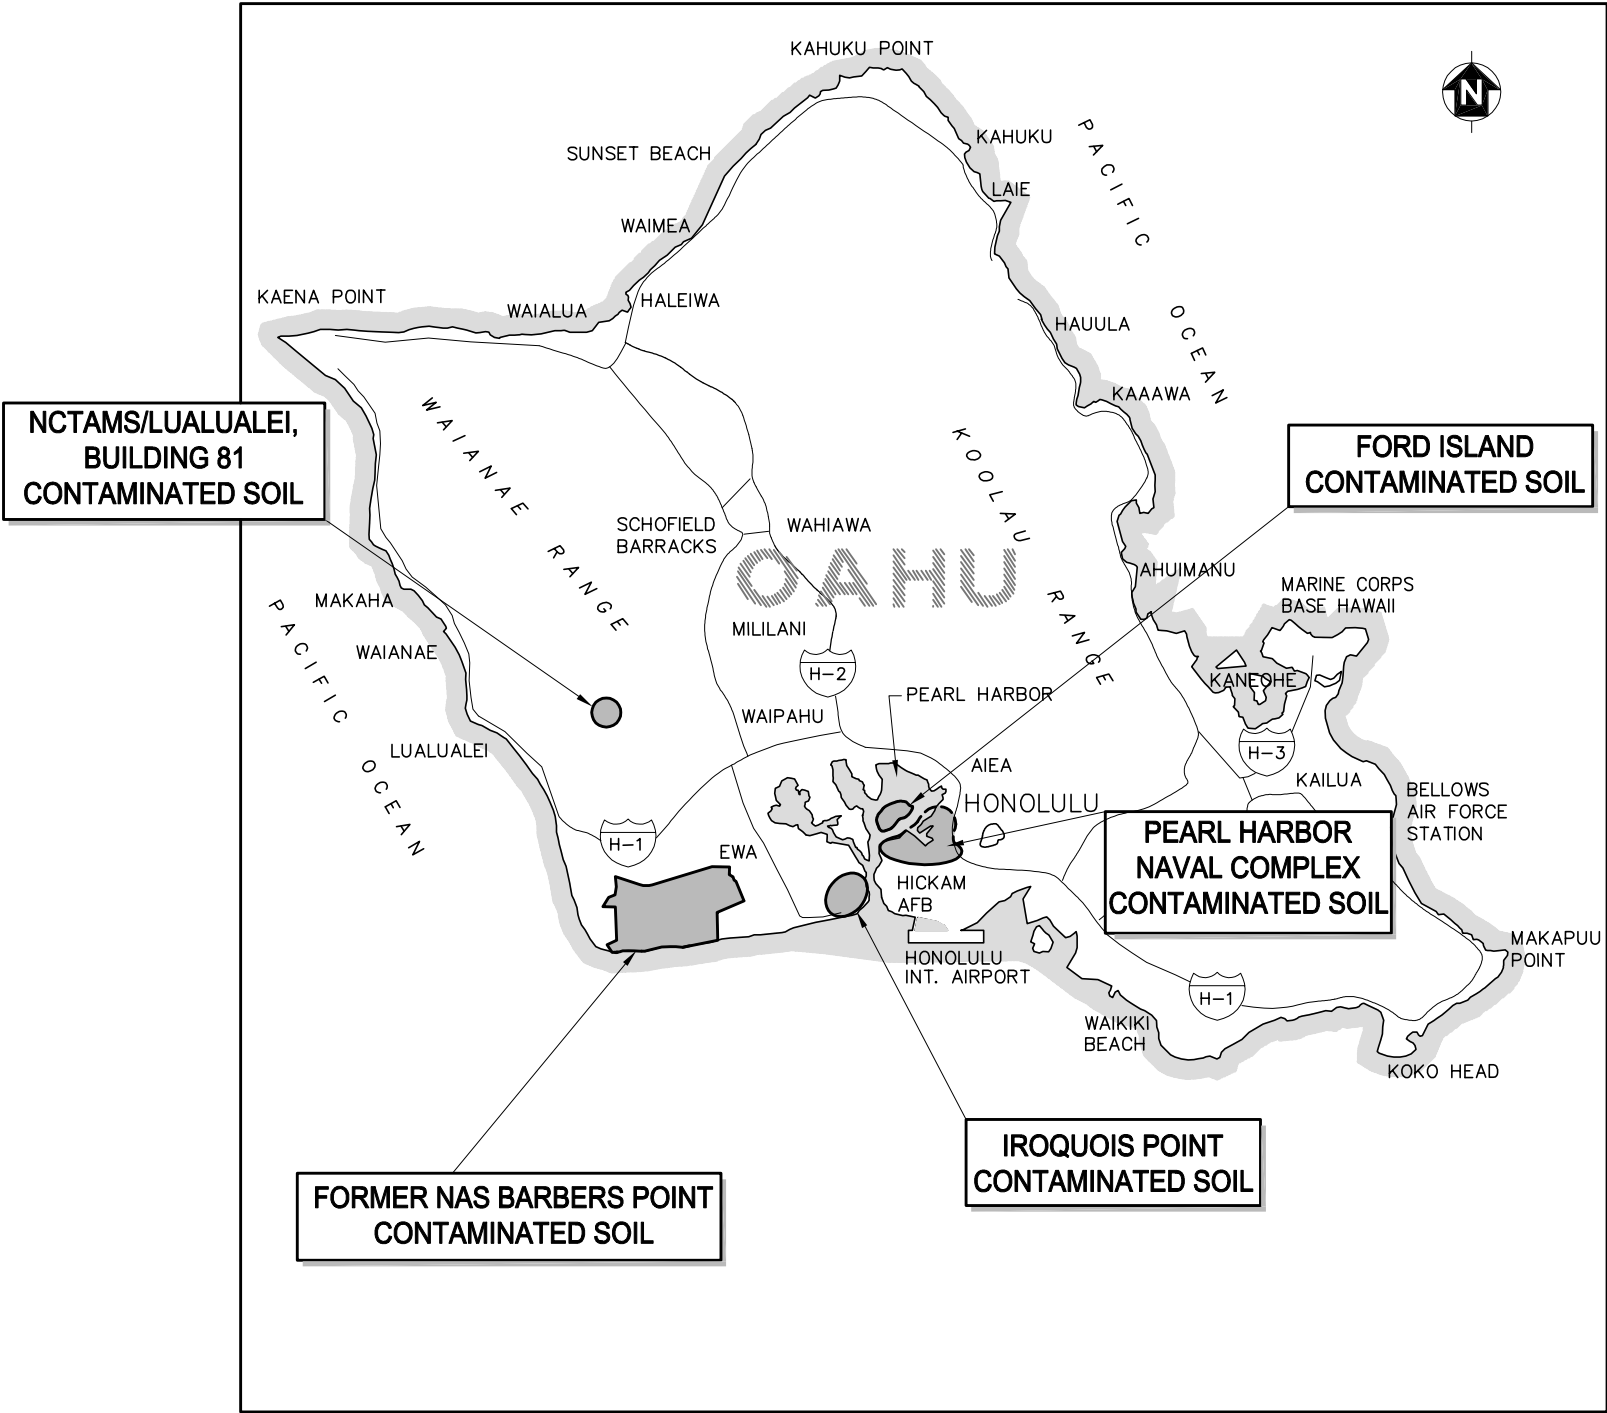 KAHUKU POINT
N
KAHUKU
SUNSET BEACH
LAIE
PACIFIC OCEAN
WAIMEA
KAENA POINT
WAIALUA
HALEIWA
HAUULA
KAAAWA
WAIANAE RANGE
KOOLAU RANGE
NCTAMS/LUALUALEI,
BUILDING 81
CONTAMINATED SOIL
FORD ISLAND
CONTAMINATED SOIL
SCHOFIELD
BARRACKS
WAHIAWA
OAHU
AHUIMANU
MARINE CORPS
BASE HAWAII
MAKAHA
PACIFIC OCEAN
WAIANAE
MILILANI
H-2
KANEOHE
PEARL HARBOR
WAIPAHU
LUALUALEI
H-3
AIEA
KAILUA
HONOLULU
BELLOWS
AIR FORCE
STATION
PEARL HARBOR
NAVAL COMPLEX
CONTAMINATED SOIL
H-1
EWA
HICKAM
AFB
HONOLULU
INT. AIRPORT
MAKAPUU
POINT
H-1
WAIKIKI
BEACH
KOKO HEAD
IROQUOIS POINT
CONTAMINATED SOIL
FORMER NAS BARBERS POINT
CONTAMINATED SOIL